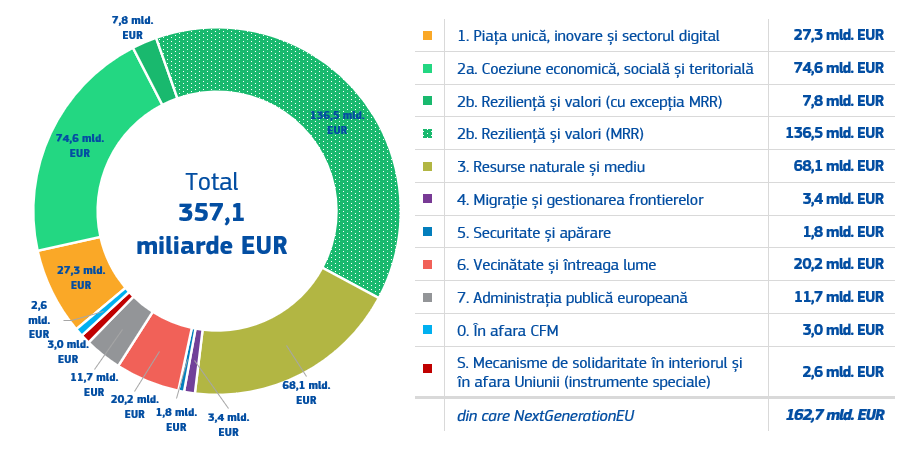 7,8 mld.
EUR
136,5 mld.
EUR
74,6 mld.
EUR
Total
357,1
miliarde EUR
27,3 mld.
EUR
2,6
mld.
EUR
3,0 mld.
EUR
11,7 mld.
EUR
20,2 mld.
EUR
1,8 mld.
EUR
3,4 mld.
EUR
68,1 mld.
EUR
1. Piața unică, inovare și sectorul digital 27,3 mld. EUR
2a. Coeziune economică, socială și teritorială 74,6 mld. EUR
2b. Reziliență și valori (cu excepția MRR) 7,8 mld. EUR
2b. Reziliență și valori (MRR) 136,5 mld. EUR
3. Resurse naturale și mediu 68,1 mld. EUR
4. Migrație și gestionarea frontierelor 3,4 mld. EUR
5. Securitate și apărare 1,8 mld. EUR
6. Vecinătate și întreaga lume 20,2 mld. EUR
7. Administrația publică europeană 11,7 mld. EUR
0. În afara CFM 3,0 mld. EUR
S. Mecanisme de solidaritate în interiorul și
în afara Uniunii (instrumente speciale) 2,6 mld. EUR
din care NextGenerationEU 162,7 mld. EUR